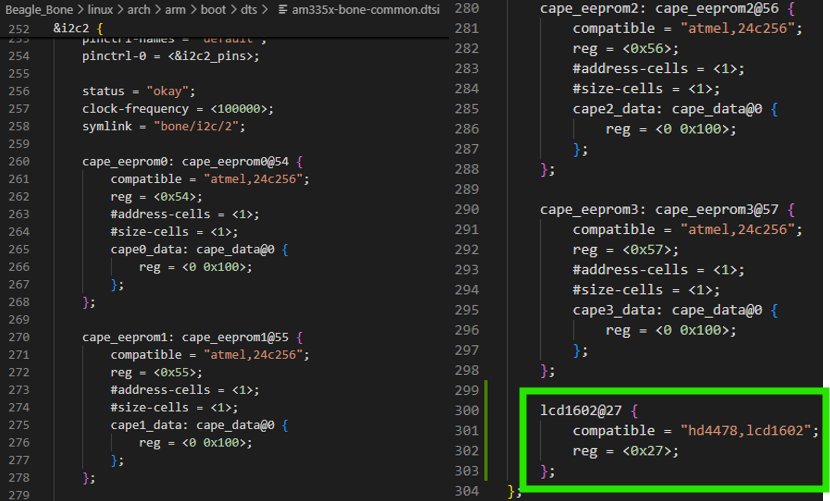 Beagle_Bone > linux > arch > arm > boot > dts > am335x-bone-common.dtsi
252 &i2c2 {
253 pinctrl-names = "default";
254 pinctrl-0 = <&i2c2_pins>;
255
256 status = "okay";
257 clock-frequency = <100000>;
258 symlink = "bone/i2c/2";
259
260 cape_eeprom0: cape_eeprom0@54 {
261 compatible = "atmel,24c256";
262 reg = <0x54>;
263 #address-cells = <1>;
264 #size-cells = <1>;
265 cape0_data: cape_data@0 {
266 reg = <0 0x100>;
267 };
268 };
269
270 cape_eeprom1: cape_eeprom1@55 {
271 compatible = "atmel,24c256";
272 reg = <0x55>;
273 #address-cells = <1>;
274 #size-cells = <1>;
275 cape1_data: cape_data@0 {
276 reg = <0 0x100>;
277 };
278 };
279
280 cape_eeprom2: cape_eeprom2@56 {
281 compatible = "atmel,24c256";
282 reg = <0x56>;
283 #address-cells = <1>;
284 #size-cells = <1>;
285 cape2_data: cape_data@0 {
286 reg = <0 0x100>;
287 };
288 };
289
290 cape_eeprom3: cape_eeprom3@57 {
291 compatible = "atmel,24c256";
292 reg = <0x57>;
293 #address-cells = <1>;
294 #size-cells = <1>;
295 cape3_data: cape_data@0 {
296 reg = <0 0x100>;
297 };
298 };
299
300 lcd1602@27 {
301 compatible = "hd4478,lcd1602";
302 reg = <0x27>;
303 };
304 };